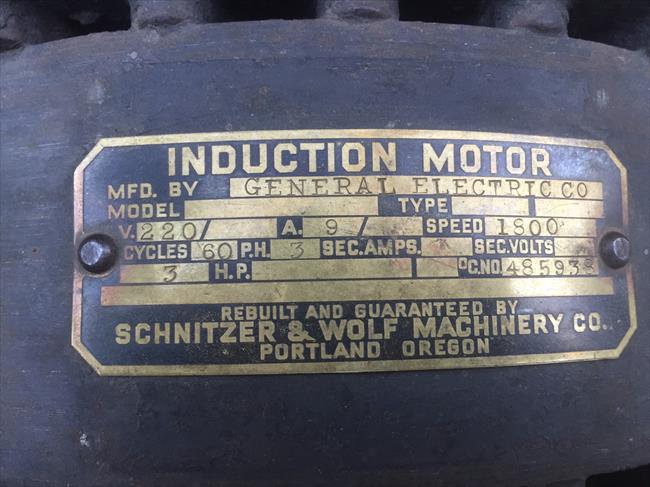 INDUCTION MOTOR
MFD. BY GENERAL ELECTRIC CO
MODEL TYPE
V. 220/ A. 9/ SPEED 1800
CYCLES 60 P.H. 3 SEC.AMPS. SEC.VOLTS
3 H.P. °C.NO. 485938
REBUILT AND GUARANTEED BY
SCHNITZER & WOLF MACHINERY CO.
PORTLAND OREGON